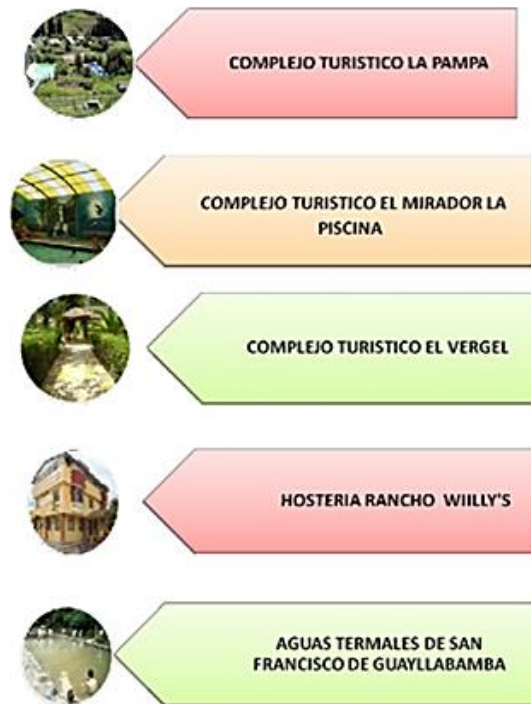 COMPLEJO TURISTICO LA PAMPA
COMPLEJO TURISTICO EL MIRADOR LA
PISCINA
COMPLEJO TURISTICO EL VERGEL
HOSTERIA RANCHO WIILLY'S
AGUAS TERMALES DE SAN
FRANCISCO DE GUAYLLABAMBA